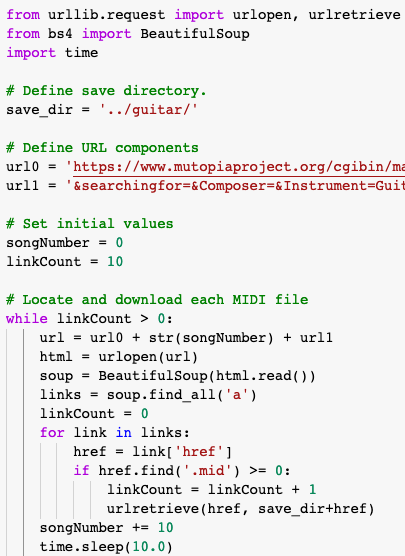 from urllib.request import urlopen, urlretrieve
from bs4 import BeautifulSoup
import time
# Define save directory.
save_dir = '../guitar/'
# Define URL components
url0 = 'https://www.mutopiaproject.org/cgibin/ma
url1 = '&searchingfor=&Composer=&Instrument=Guit
# Set initial values
songNumber = 0
linkCount = 10
# Locate and download each MIDI file
while linkCount > 0:
    url = url0 + str(songNumber) + url1
    html = urlopen(url)
    soup = BeautifulSoup(html.read())
    links = soup.find_all('a')
    linkCount = 0
    for link in links:
        href = link['href']
        if href.find('.mid') >= 0:
            linkCount = linkCount + 1
            urlretrieve(href, save_dir+href)
    songNumber += 10
    time.sleep(10.0)